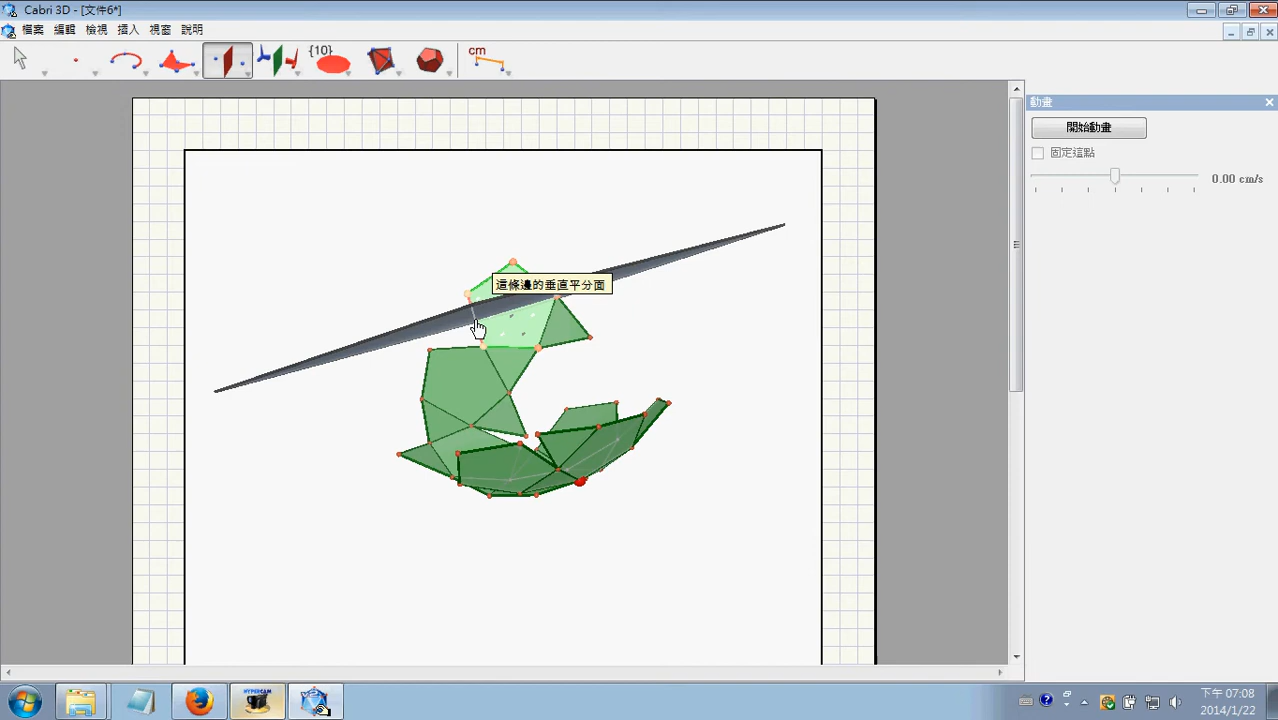 Cabri 3D - [文件6*]
檔案 編輯 檢視 插入 視窗 說明
{10}
cm
動畫
開始動畫
固定這點
0.00 cm/s
這條邊的垂直平分面
HYPERCAM
下午 07:08
2014/1/22